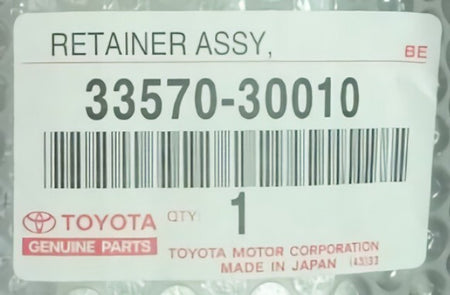 RETAINER ASSY,
BE
33570-30010
TOYOTA QTY: 1
GENUINE PARTS
TOYOTA MOTOR CORPORATION
MADE IN JAPAN